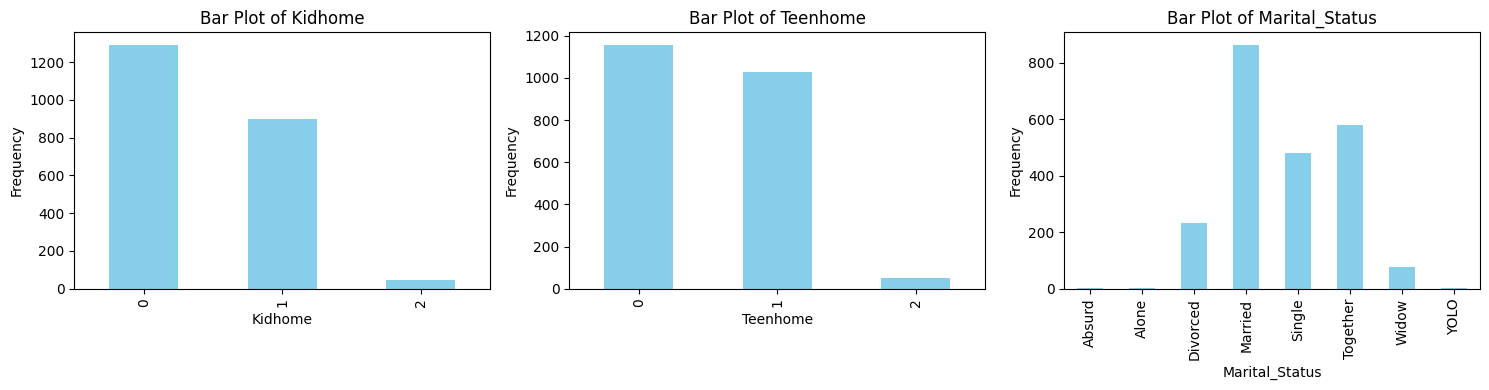 Bar Plot of Kidhome
1200
1000
800
600
400
200
0
Frequency
0
1
2
Kidhome
Bar Plot of Teenhome
1200
1000
800
600
400
200
0
Frequency
0
1
2
Teenhome
Bar Plot of Marital_Status
800
600
400
200
0
Frequency
Absurd
Alone
Divorced
Married
Single
Together
Widow
YOLO
Marital_Status